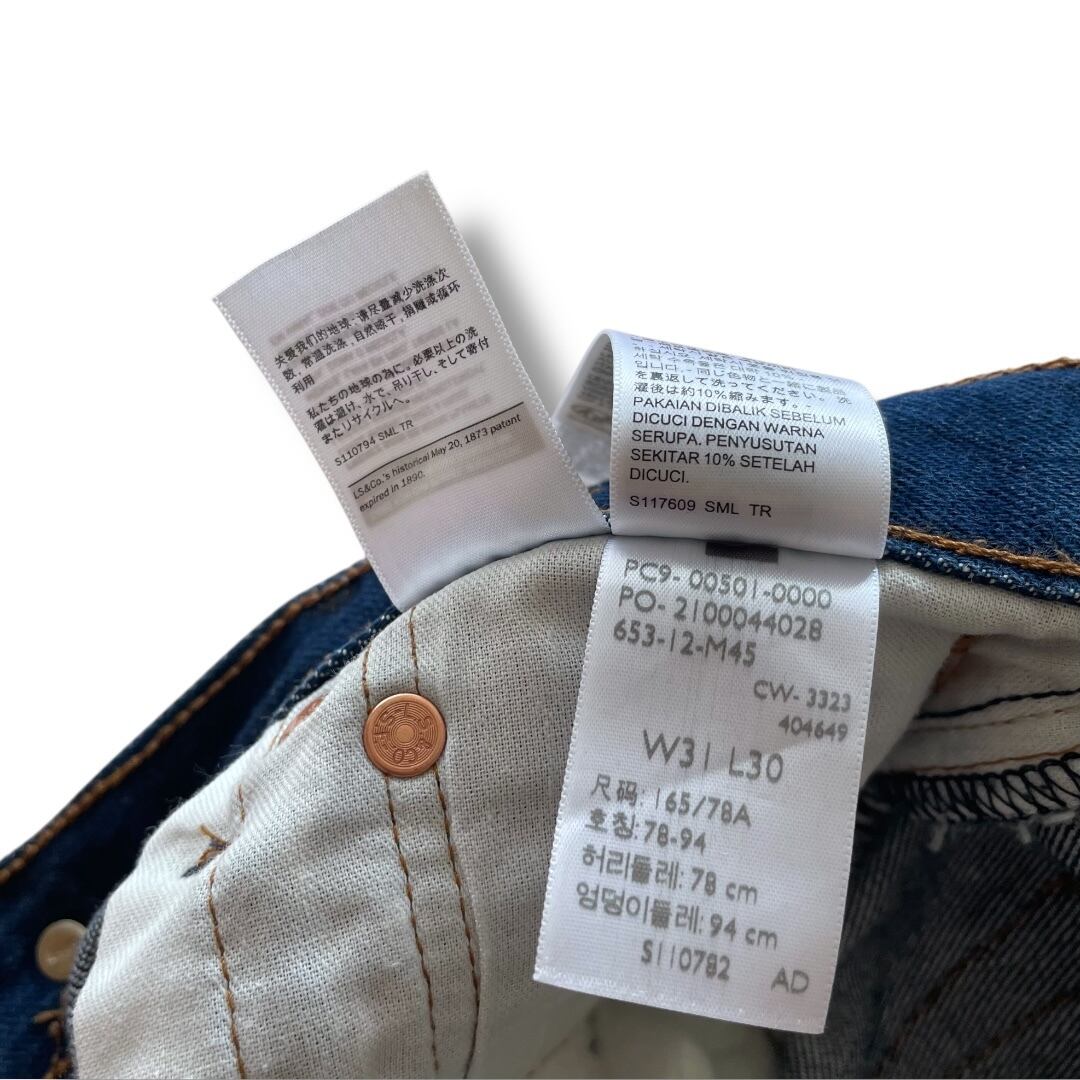 关爱我们的地球·请尽量减少洗涤次
数，常温洗涤，自然晾干，捐赠或循环
利用
私たちの地球の為に。必要以上の洗
濯は避け、水で、吊り干し、そして寄付
またリサイクルへ。
S110794 SML TR
LS&Co.'s historical May 20, 1873 patent
expired in 1890.
を裏返して洗ってください。洗
濯後は約10%縮みます。-
PAKAIAN DIBALIK SEBELUM
DICUCI DENGAN WARNA
SERUPA. PENYUSUTAN
SEKITAR 10% SETELAH
DICUCI.
S117609 SML TR
PC9-00501-0000
PO-2100044028
653-12-M45
CW-3323
404649
W31 L30
尺码: 165/78A
호칭: 78-94
허리둘레: 78 cm
엉덩이둘레: 94 cm
S110782 AD